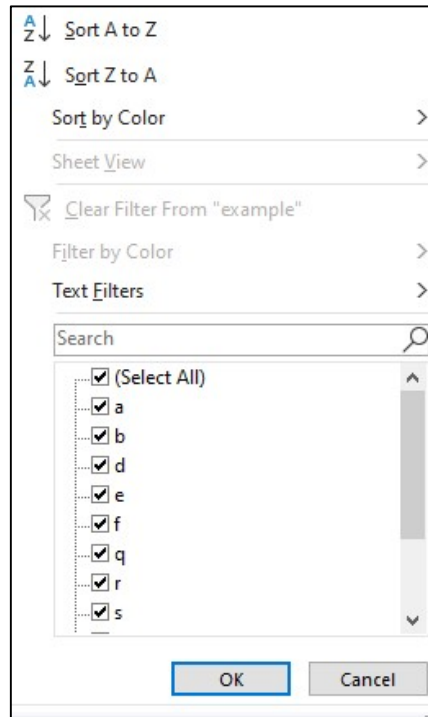 Sort A to Z
Sort Z to A
Sort by Color
Sheet View
Clear Filter From "example"
Filter by Color
Text Filters
Search
(Select All)
a
b
d
e
f
q
r
s
OK Cancel